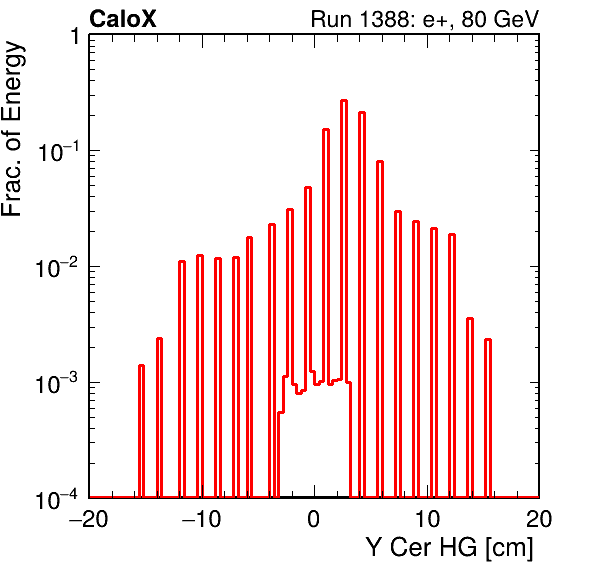 CaloX Run 1388: e+, 80 GeV
Frac. of Energy
1
10⁻¹
10⁻²
10⁻³
10⁻⁴
−20 −10 0 10 20
Y Cer HG [cm]